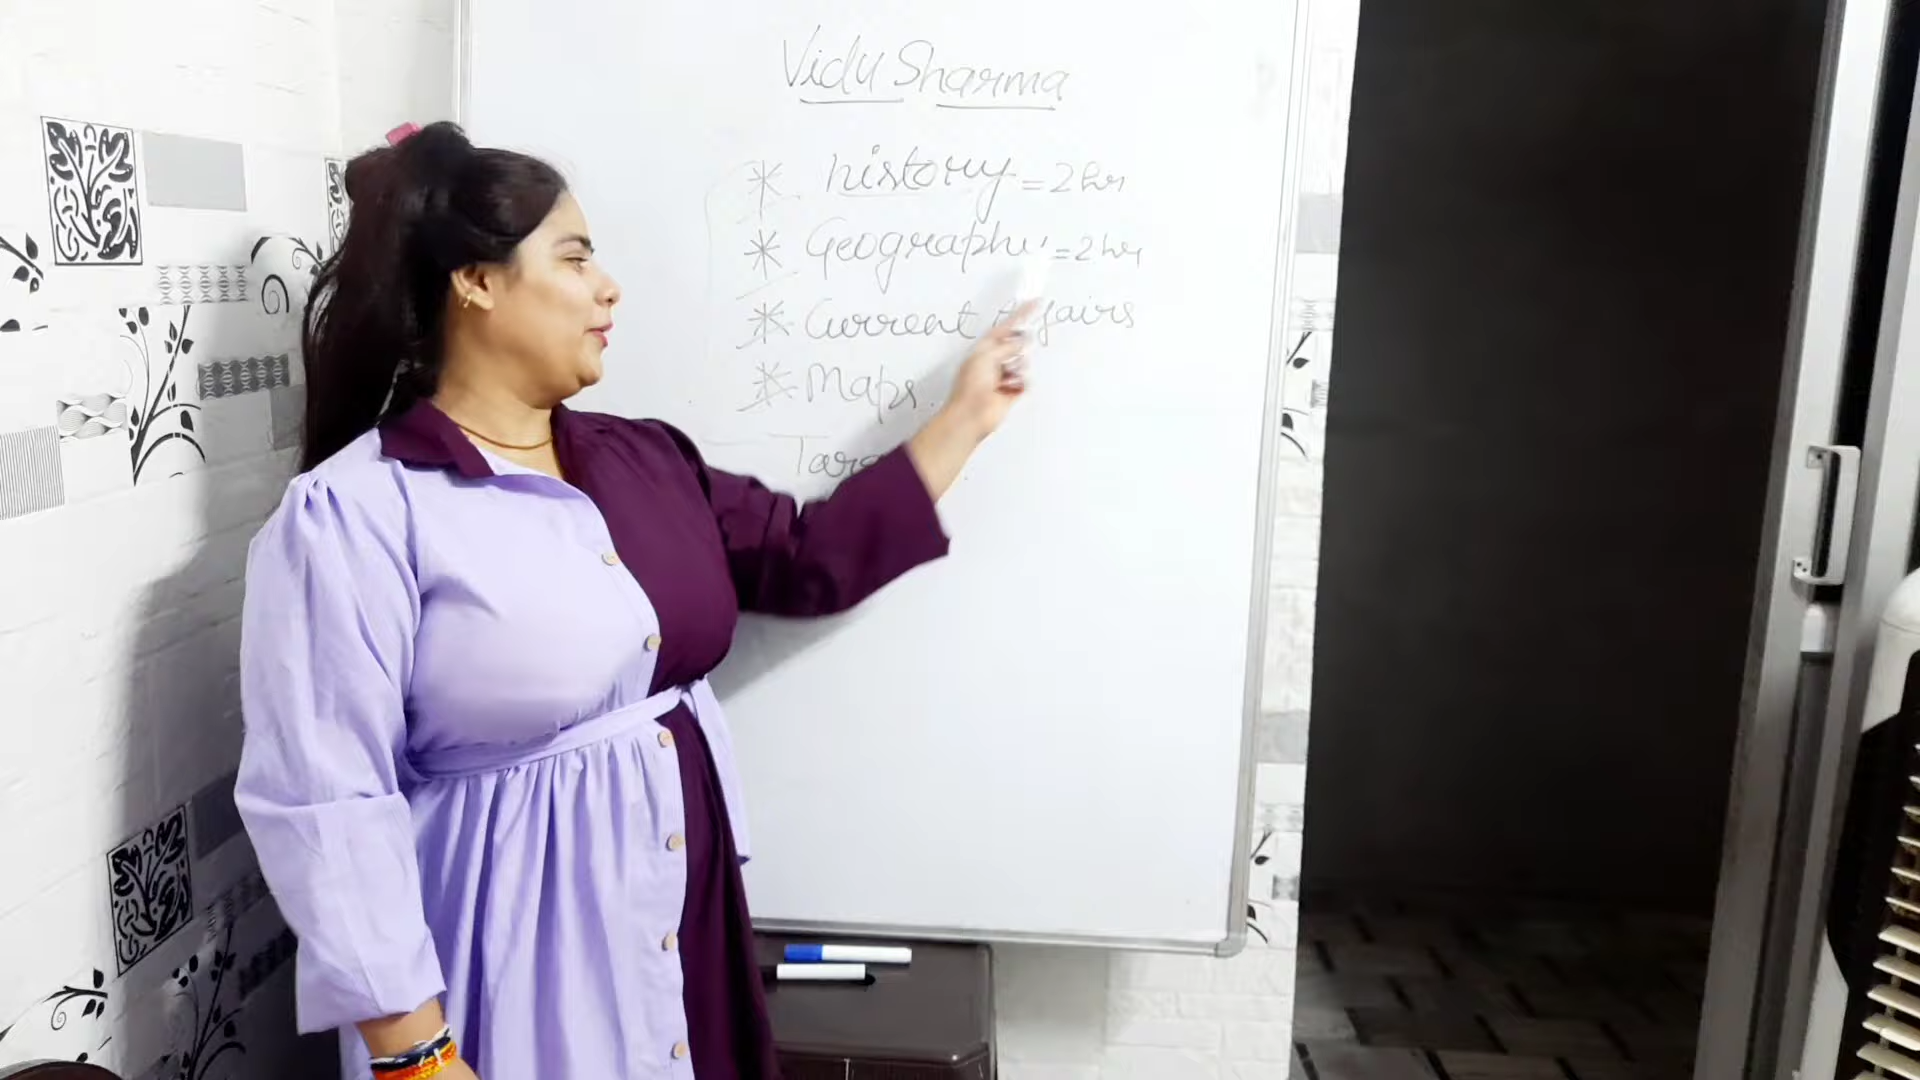 Vidu Sharma
* history = 2 hr
* Geography = 2 hr
* Current Affairs
* Maps.